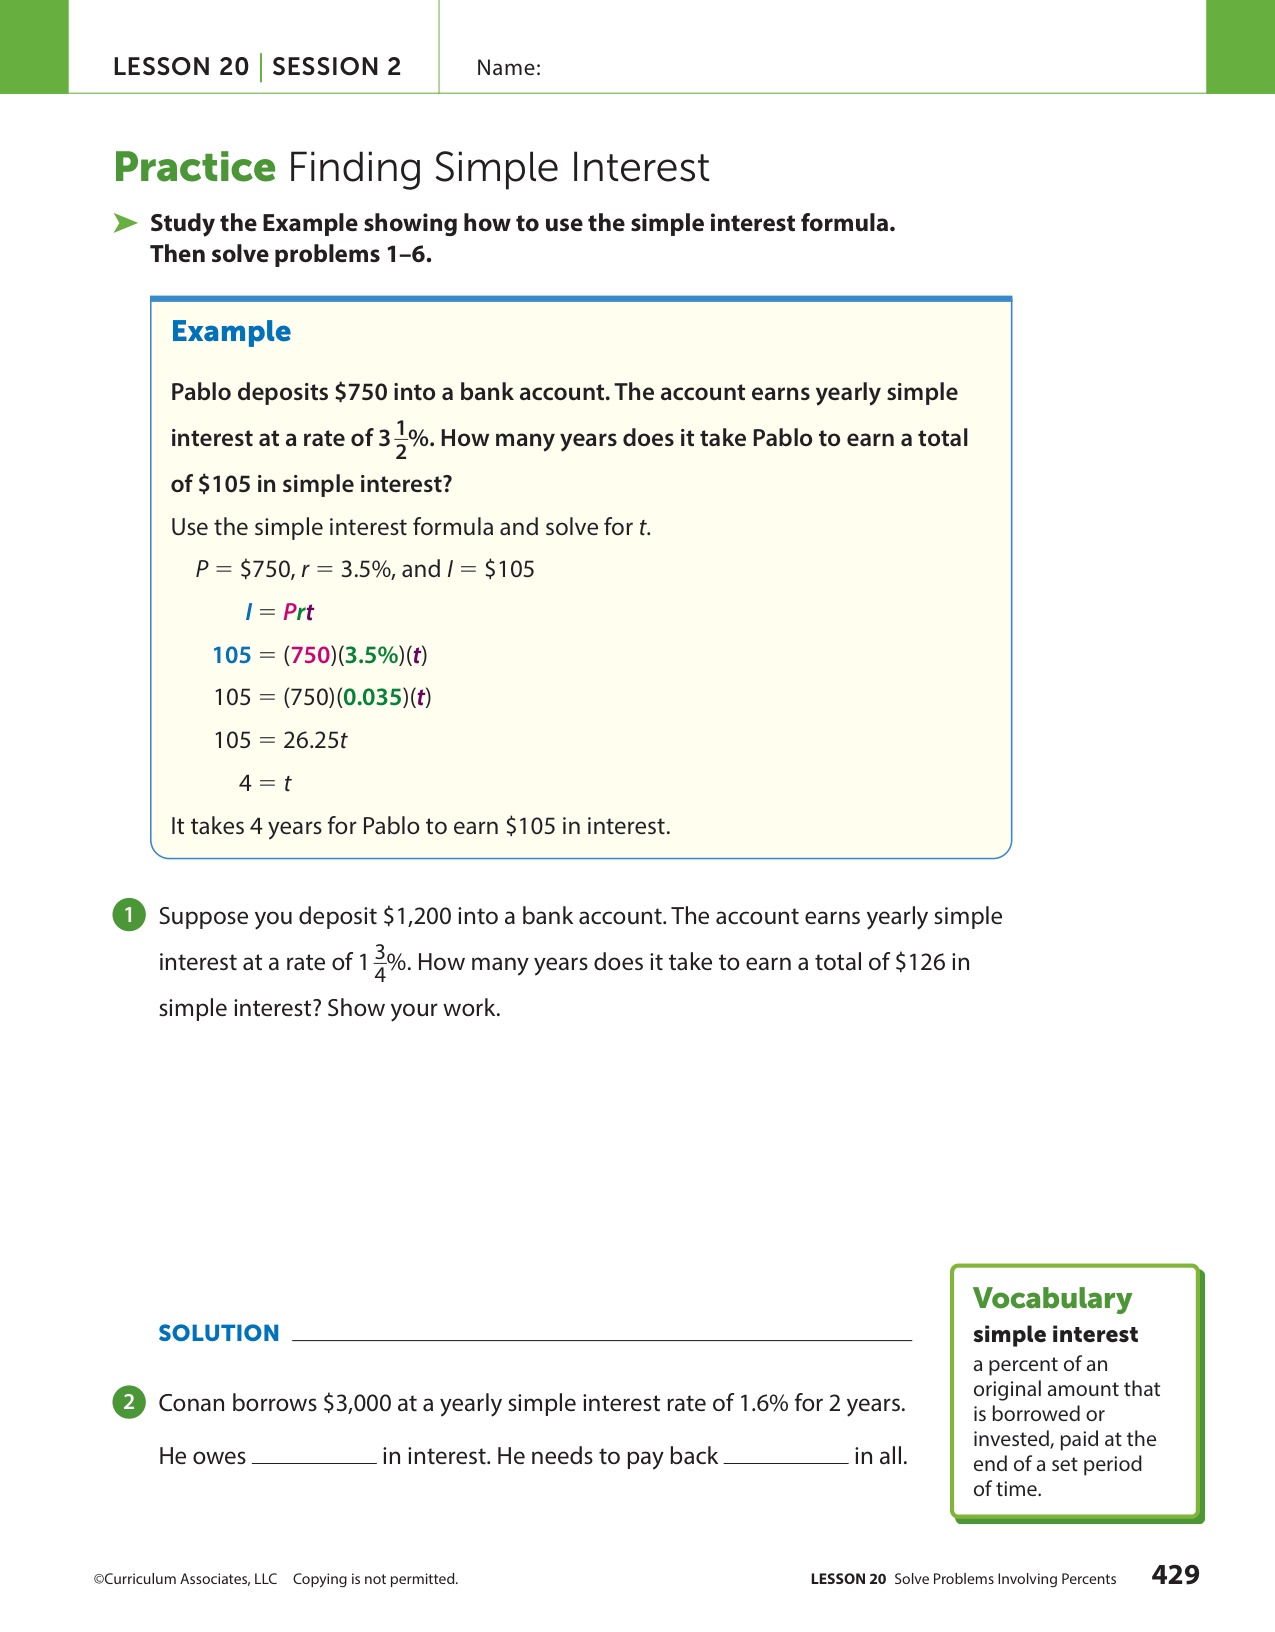 LESSON 20 | SESSION 2
Name:
Practice Finding Simple Interest
➤ Study the Example showing how to use the simple interest formula.
Then solve problems 1–6.
Example
Pablo deposits $750 into a bank account. The account earns yearly simple
interest at a rate of 3 1/2%. How many years does it take Pablo to earn a total
of $105 in simple interest?
Use the simple interest formula and solve for t.
P = $750, r = 3.5%, and I = $105
I = Prt
105 = (750)(3.5%)(t)
105 = (750)(0.035)(t)
105 = 26.25t
4 = t
It takes 4 years for Pablo to earn $105 in interest.
1 Suppose you deposit $1,200 into a bank account. The account earns yearly simple
interest at a rate of 1 3/4%. How many years does it take to earn a total of $126 in
simple interest? Show your work.
SOLUTION
2 Conan borrows $3,000 at a yearly simple interest rate of 1.6% for 2 years.
He owes ________ in interest. He needs to pay back ________ in all.
Vocabulary
simple interest
a percent of an
original amount that
is borrowed or
invested, paid at the
end of a set period
of time.
©Curriculum Associates, LLC Copying is not permitted.
LESSON 20 Solve Problems Involving Percents 429